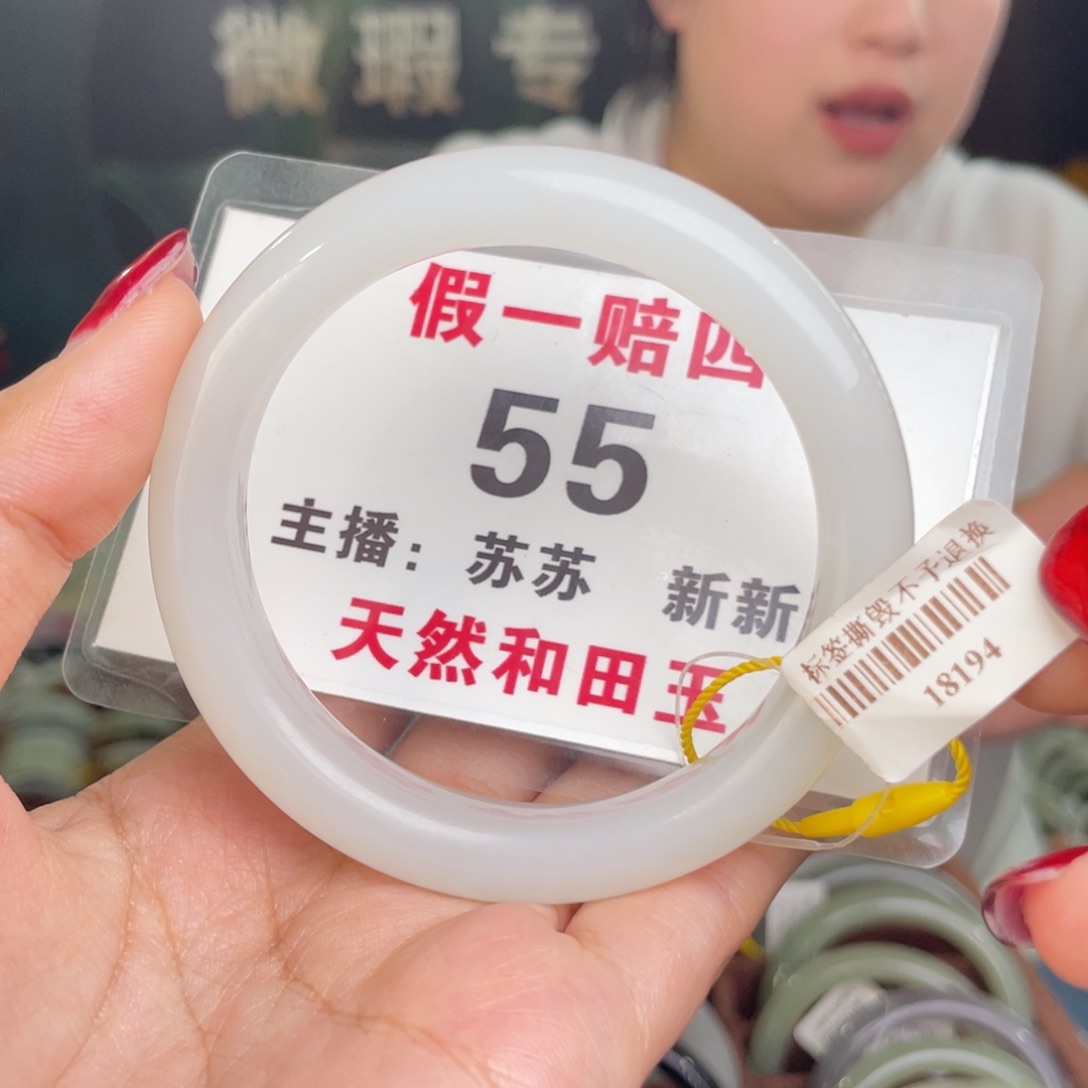 微瑕专
假一赔四
55
主播：苏苏 新新
天然和田玉
标签撕毁不予退换
18194